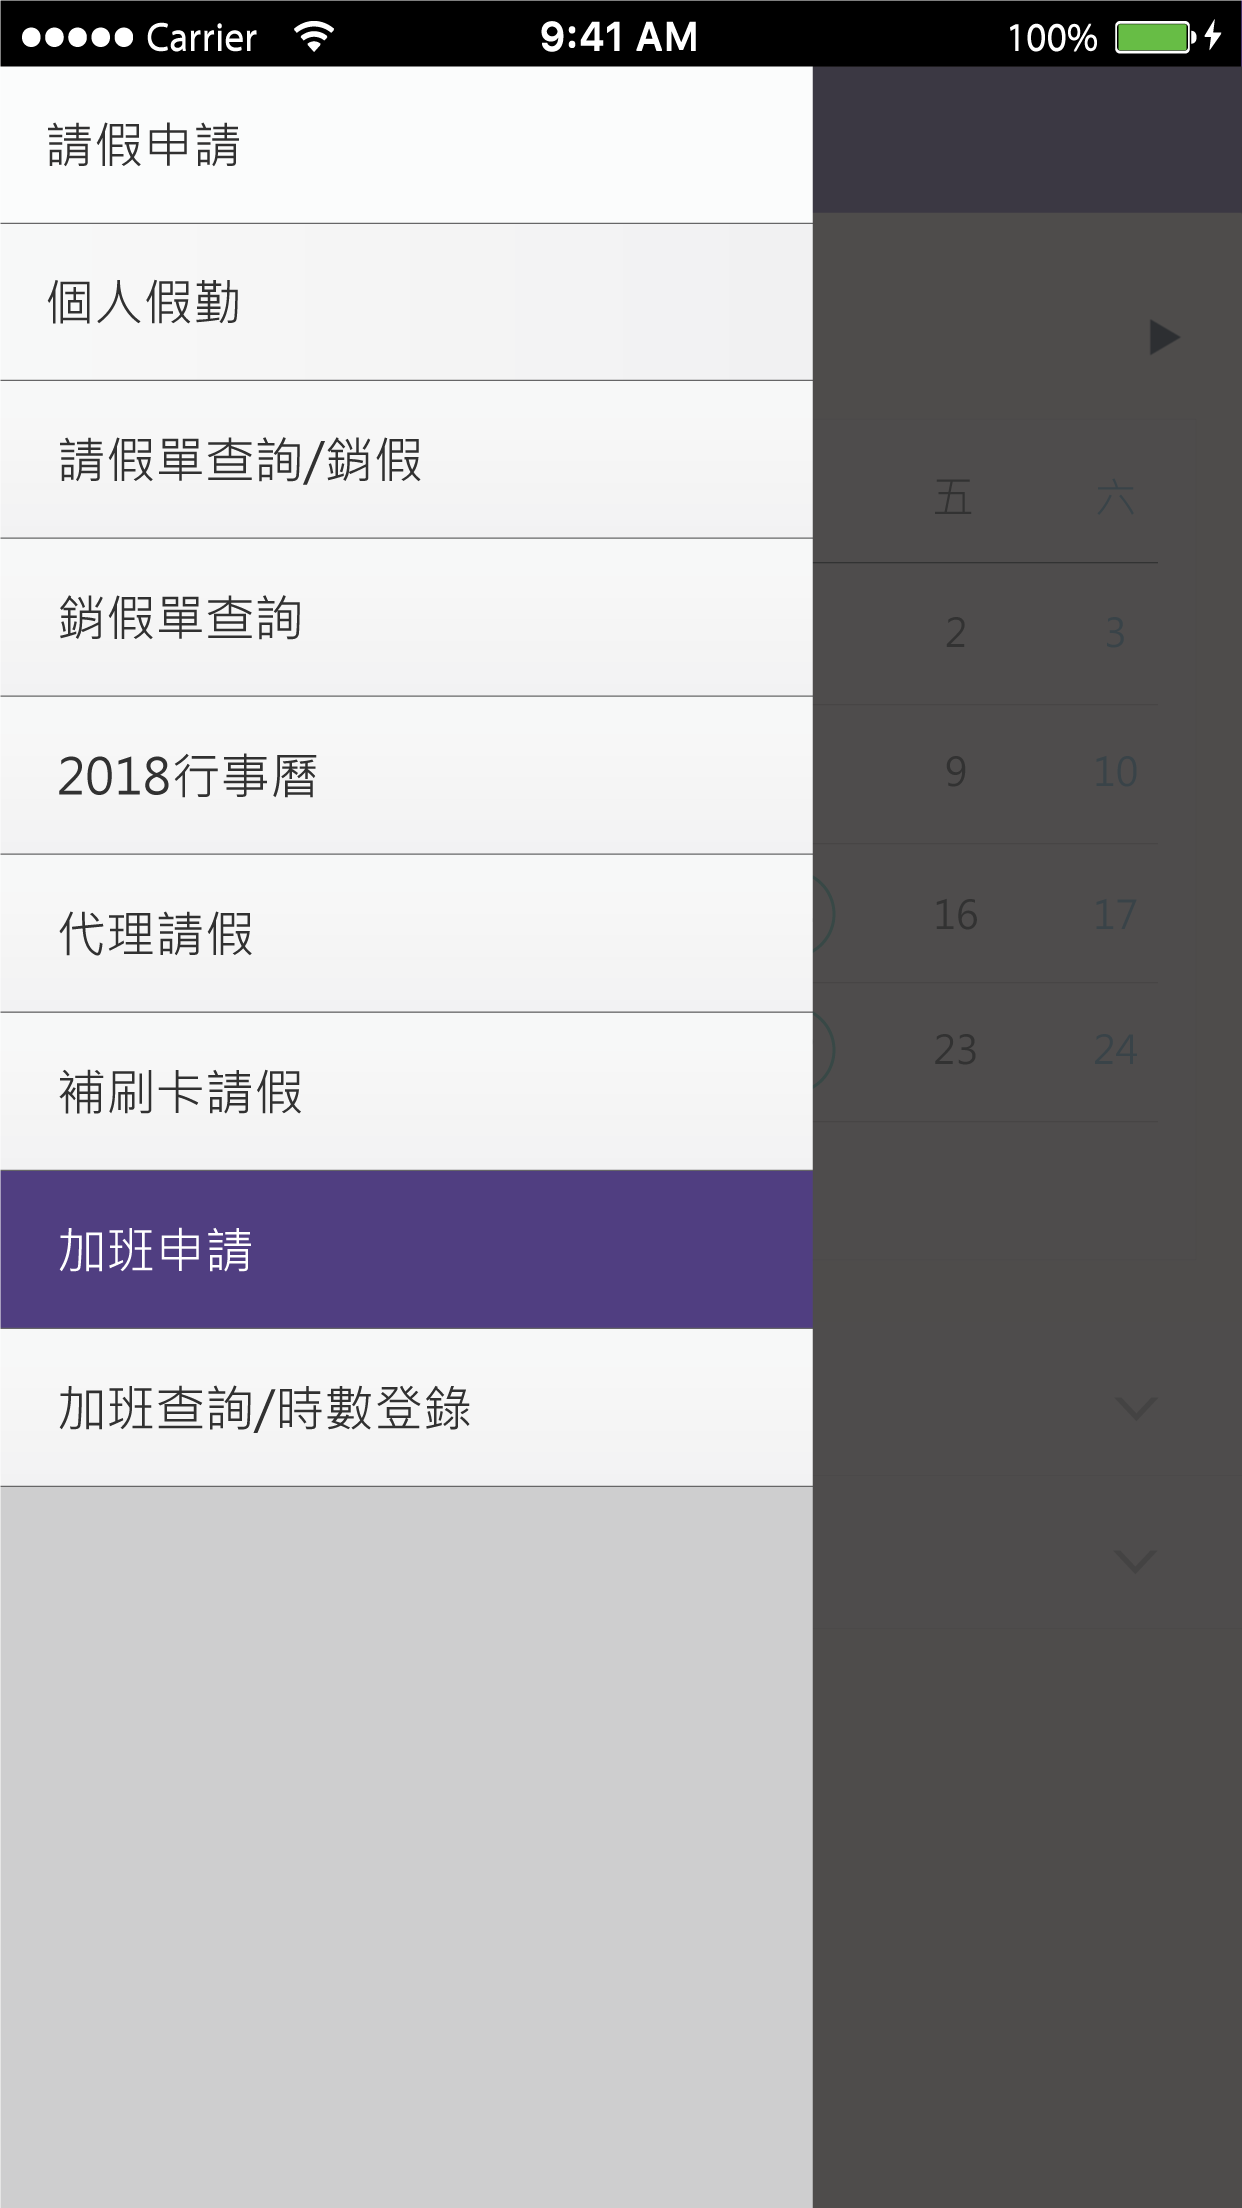 Carrier 9:41 AM 100%
請假申請
個人假勤
請假單查詢/銷假
銷假單查詢
2018行事曆
代理請假
補刷卡請假
加班申請
加班查詢/時數登錄
五 六
2 3
9 10
16 17
23 24